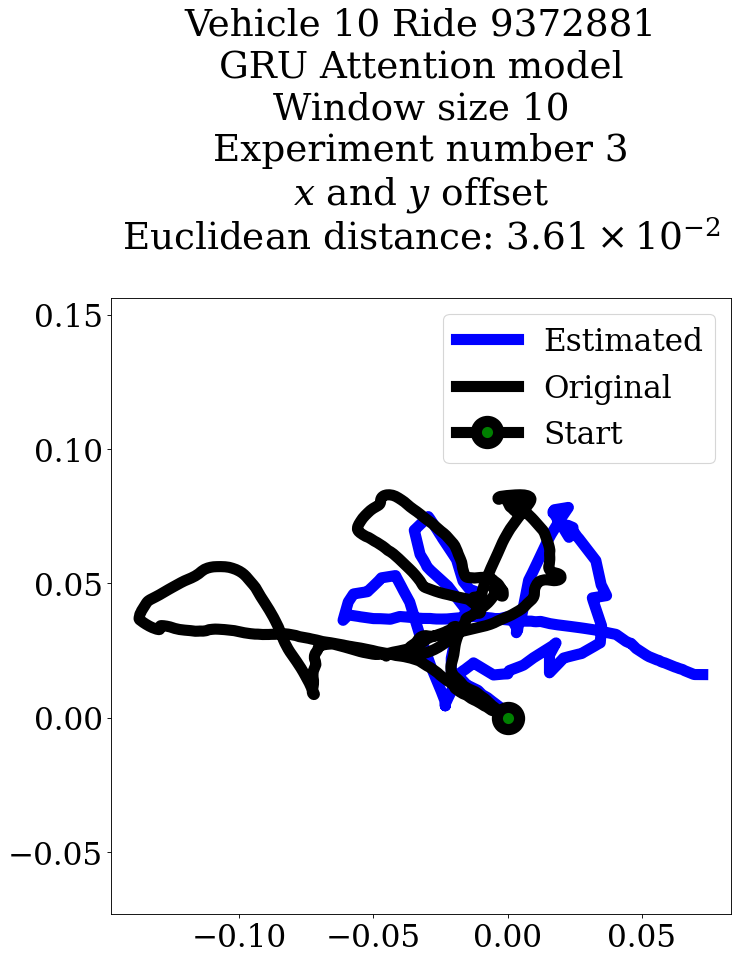 Vehicle 10 Ride 9372881
GRU Attention model
Window size 10
Experiment number 3
x and y offset
Euclidean distance: 3.61 × 10⁻²
Estimated
Original
Start
0.15
0.10
0.05
0.00
−0.05
−0.10
−0.05
0.00
0.05